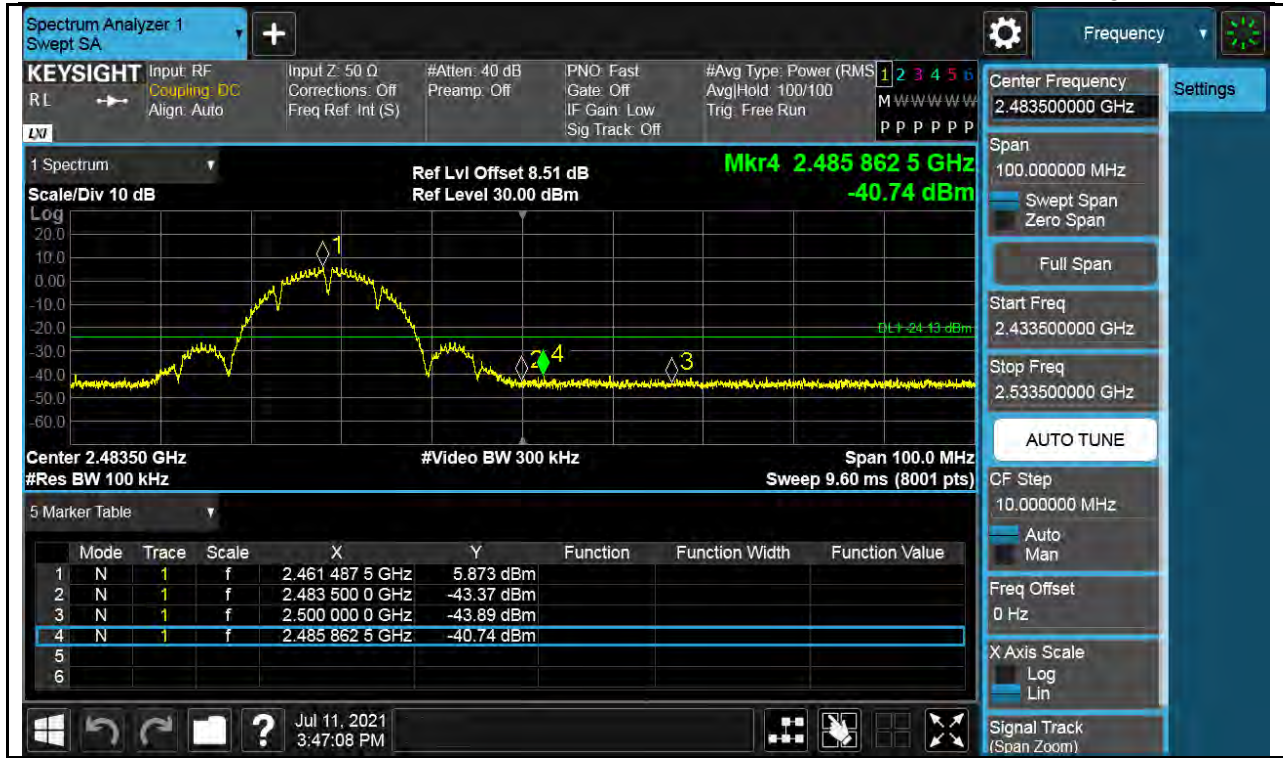 Spectrum Analyzer 1
Swept SA
+
Frequency
KEYSIGHT
RL
LXI
Input: RF
Coupling: DC
Align: Auto
Input Z: 50 Ω
Corrections: Off
Freq Ref: Int (S)
#Atten: 40 dB
Preamp: Off
PNO: Fast
Gate: Off
IF Gain: Low
Sig Track: Off
#Avg Type: Power (RMS
Avg|Hold: 100/100
Trig: Free Run
1 2 3 4 5 6
M W W W W W
P P P P P P
1 Spectrum
Scale/Div 10 dB
Ref Lvl Offset 8.51 dB
Ref Level 30.00 dBm
Mkr4 2.485 862 5 GHz
-40.74 dBm
Log
20.0
10.0
0.00
-10.0
-20.0
-30.0
-40.0
-50.0
-60.0
1
2
4
3
DL1 -24.13 dBm
Center 2.48350 GHz
#Video BW 300 kHz
Span 100.0 MHz
#Res BW 100 kHz
Sweep 9.60 ms (8001 pts)
5 Marker Table
Mode Trace Scale X Y Function Function Width Function Value
1 N 1 f 2.461 487 5 GHz 5.873 dBm
2 N 1 f 2.483 500 0 GHz -43.37 dBm
3 N 1 f 2.500 000 0 GHz -43.89 dBm
4 N 1 f 2.485 862 5 GHz -40.74 dBm
5
6
?
Jul 11, 2021
3:47:08 PM
Center Frequency
2.483500000 GHz
Settings
Span
100.000000 MHz
Swept Span
Zero Span
Full Span
Start Freq
2.433500000 GHz
Stop Freq
2.533500000 GHz
AUTO TUNE
CF Step
10.000000 MHz
Auto
Man
Freq Offset
0 Hz
X Axis Scale
Log
Lin
Signal Track
(Span Zoom)